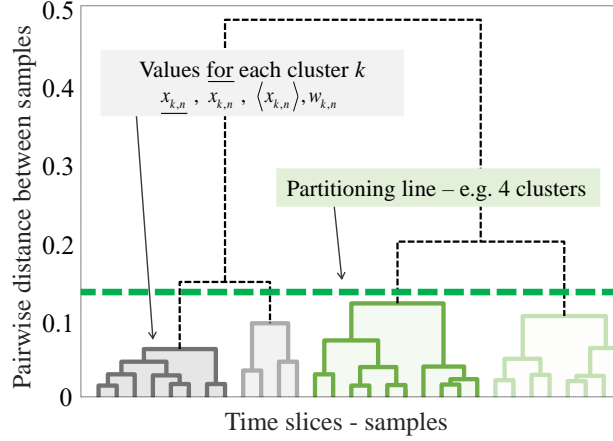 0.5
Values for each cluster k
x_{k,n} , x_{k,n} , ⟨x_{k,n}⟩, w_{k,n}
0.4
0.3
Partitioning line – e.g. 4 clusters
0.2
0.1
0
Pairwise distance between samples
Time slices - samples